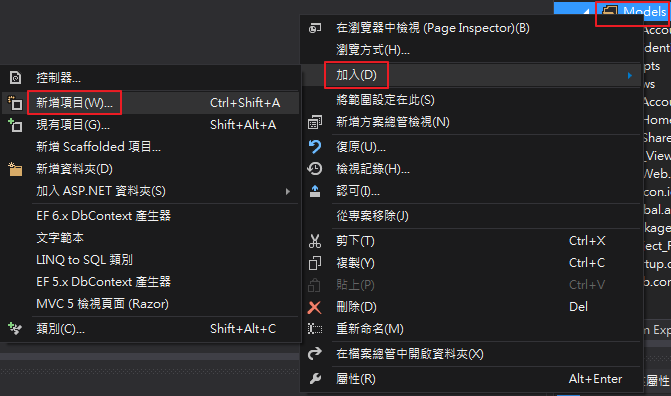 Models
在瀏覽器中檢視 (Page Inspector)(B)
瀏覽方式(H)...
加入(D)
將範圍設定在此(S)
新增方案總管檢視(N)
復原(U)...
檢視記錄(H)...
認可(I)...
從專案移除(J)
剪下(T) Ctrl+X
複製(Y) Ctrl+C
貼上(P) Ctrl+V
刪除(D) Del
重新命名(M)
在檔案總管中開啟資料夾(X)
屬性(R) Alt+Enter
控制器...
新增項目(W)... Ctrl+Shift+A
現有項目(G)... Shift+Alt+A
新增 Scaffolded 項目...
新增資料夾(D)
加入 ASP.NET 資料夾(S)
EF 6.x DbContext 產生器
文字範本
LINQ to SQL 類別
EF 5.x DbContext 產生器
MVC 5 檢視頁面 (Razor)
類別(C)... Shift+Alt+C
Accou
dent
pts
ws
Accou
Home
Share
_View
Web.
con.ic
bal.a
kage
ect_R
rtup.c
b.con
m Exp
屬性